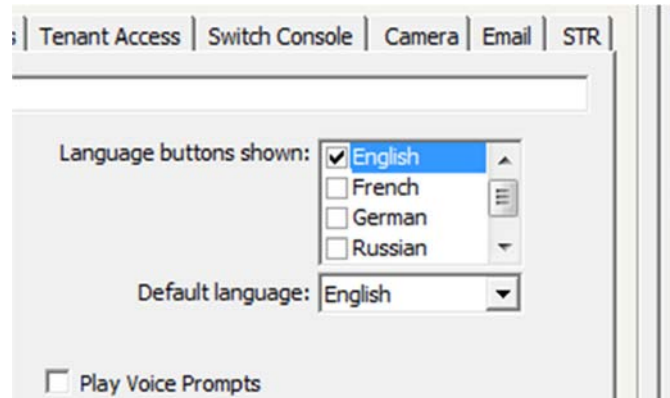 Tenant Access Switch Console Camera Email STR
Language buttons shown: English
French
German
Russian
Default language: English
Play Voice Prompts